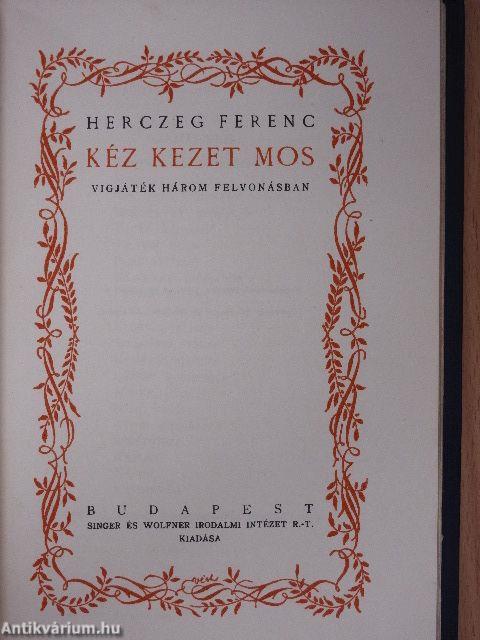 HERCZEG FERENC
KÉZ KEZET MOS
VIGJÁTÉK HÁROM FELVONÁSBAN
BUDAPEST
SINGER ÉS WOLFNER IRODALMI INTÉZET R.-T.
KIADÁSA
Antikvárium.hu